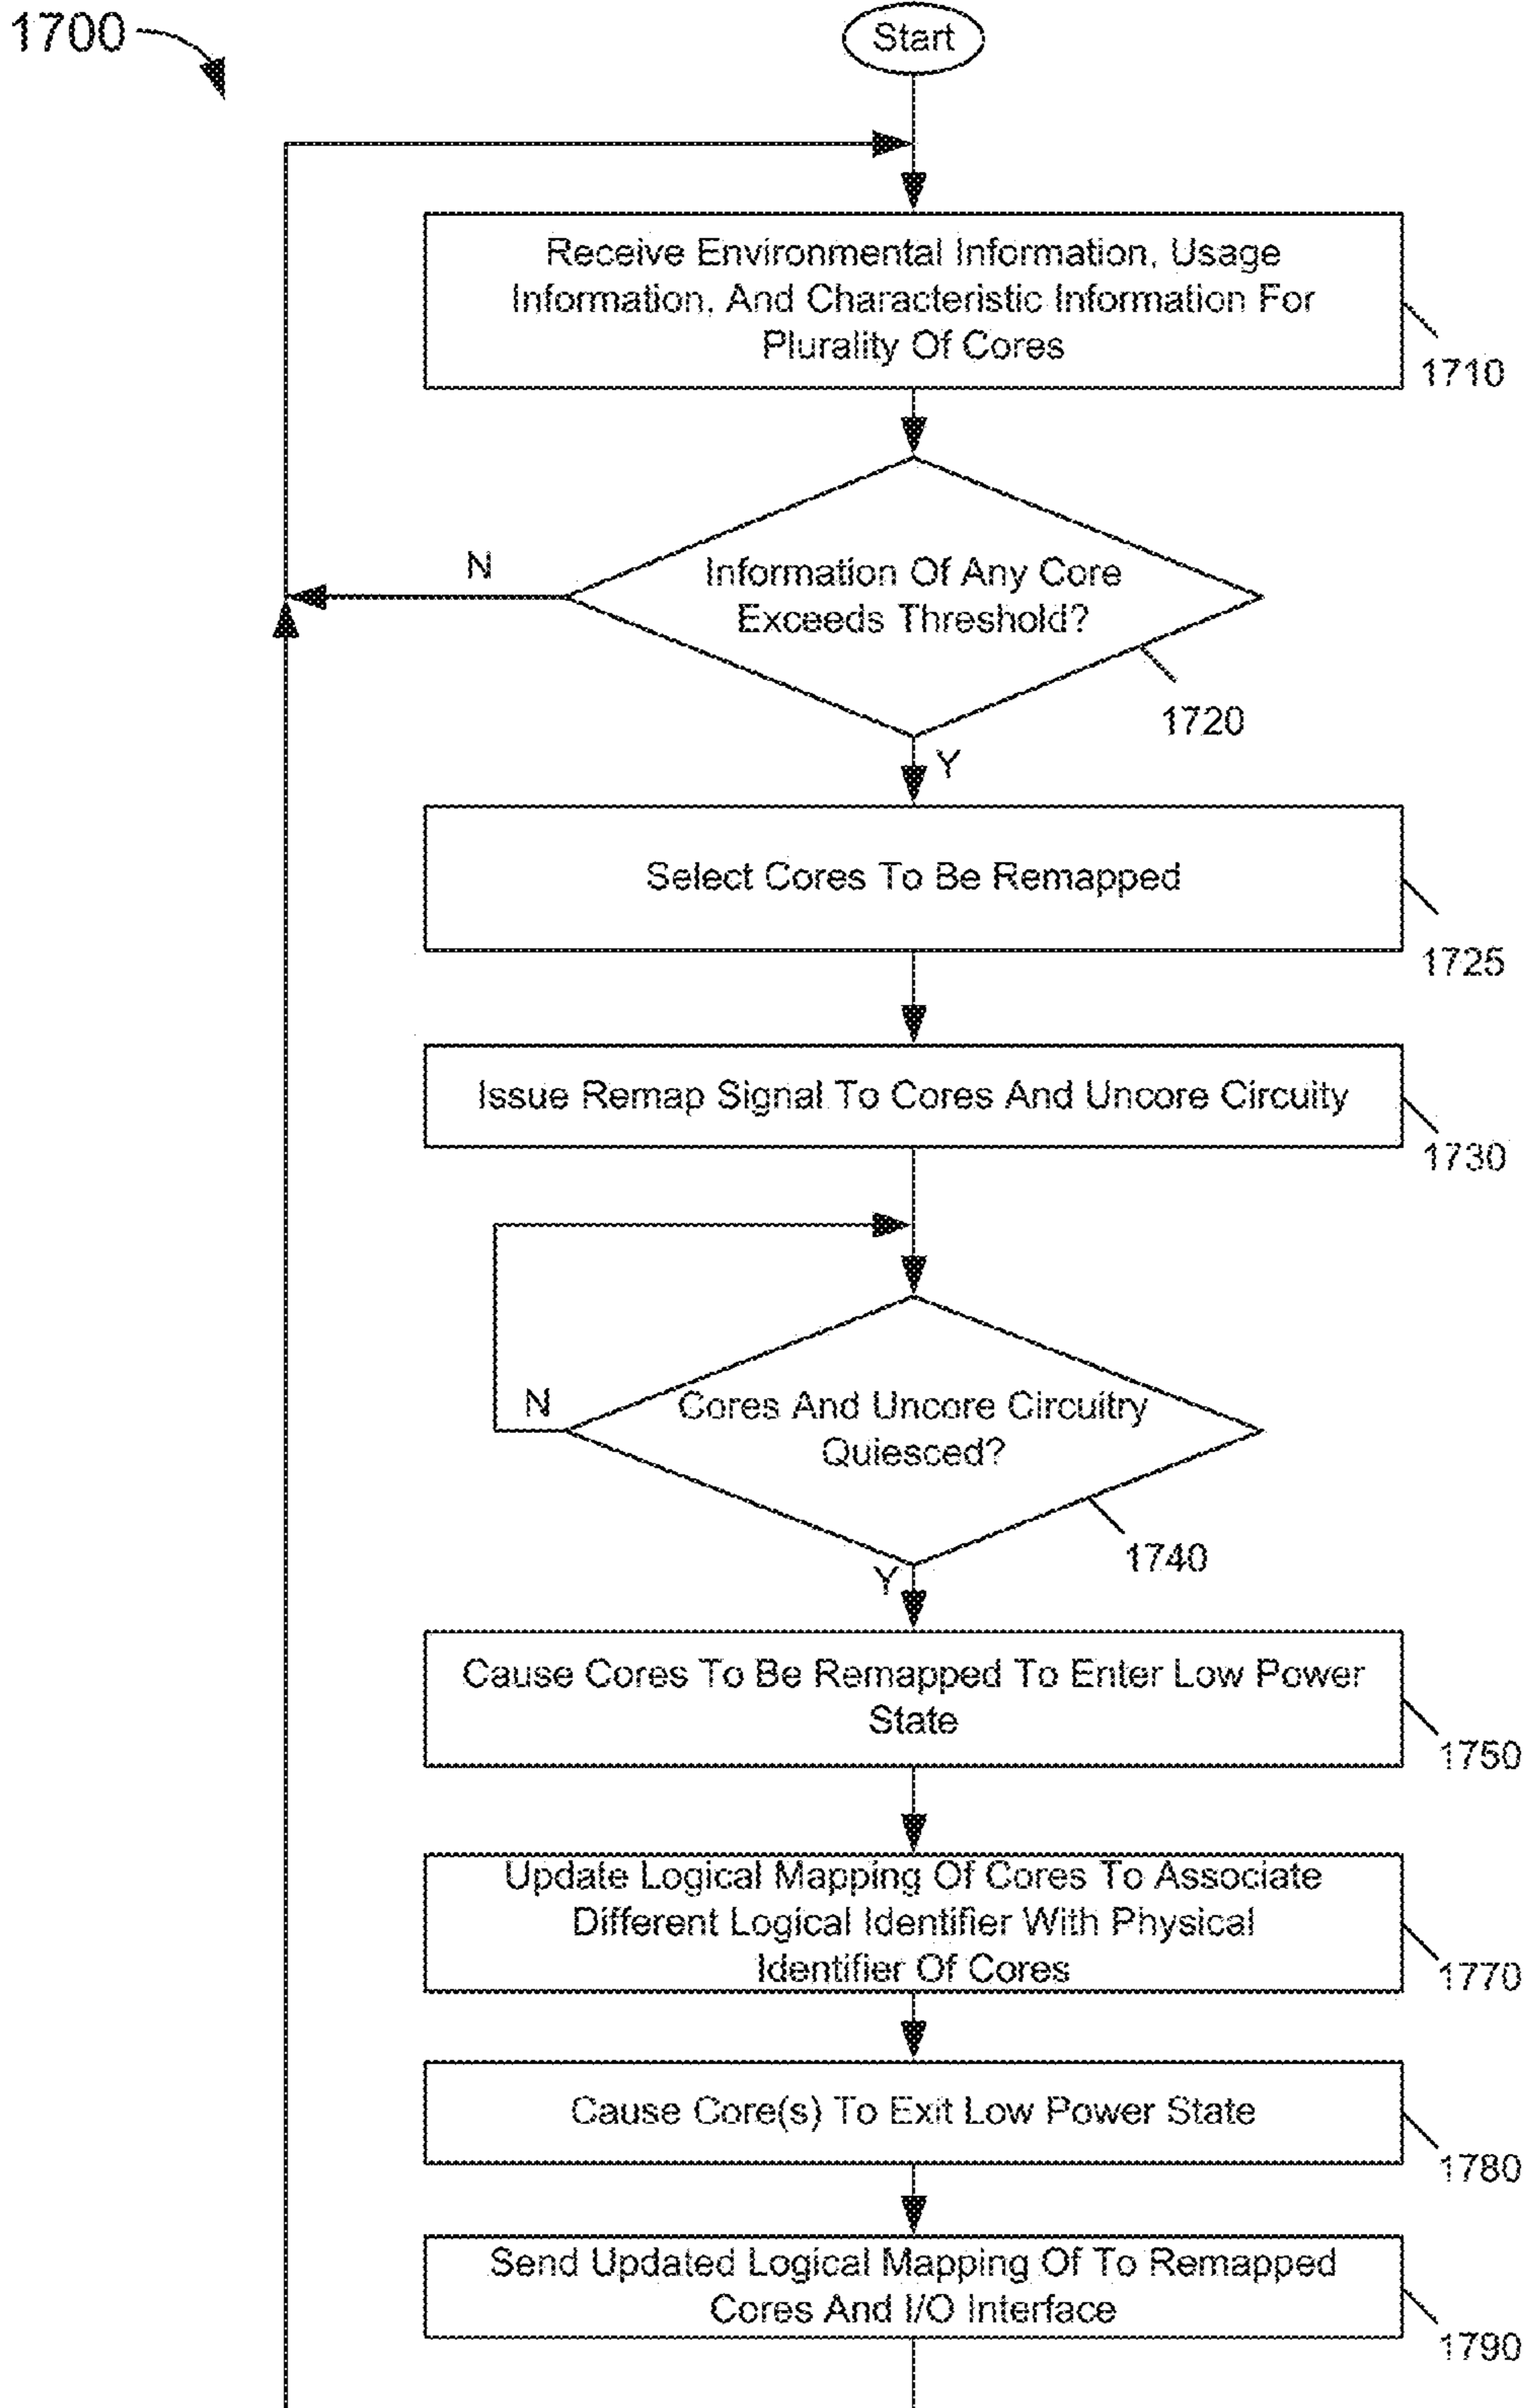 1700
Start
Receive Environmental Information, Usage
Information, And Characteristic Information For
Plurality Of Cores
1710
N
Information Of Any Core
Exceeds Threshold?
1720
Y
Select Cores To Be Remapped
1725
Issue Remap Signal To Cores And Uncore Circuity
1730
N
Cores And Uncore Circuitry
Quiesced?
1740
Y
Cause Cores To Be Remapped To Enter Low Power
State
1750
Update Logical Mapping Of Cores To Associate
Different Logical Identifier With Physical
Identifier Of Cores
1770
Cause Core(s) To Exit Low Power State
1780
Send Updated Logical Mapping Of To Remapped
Cores And I/O Interface
1790